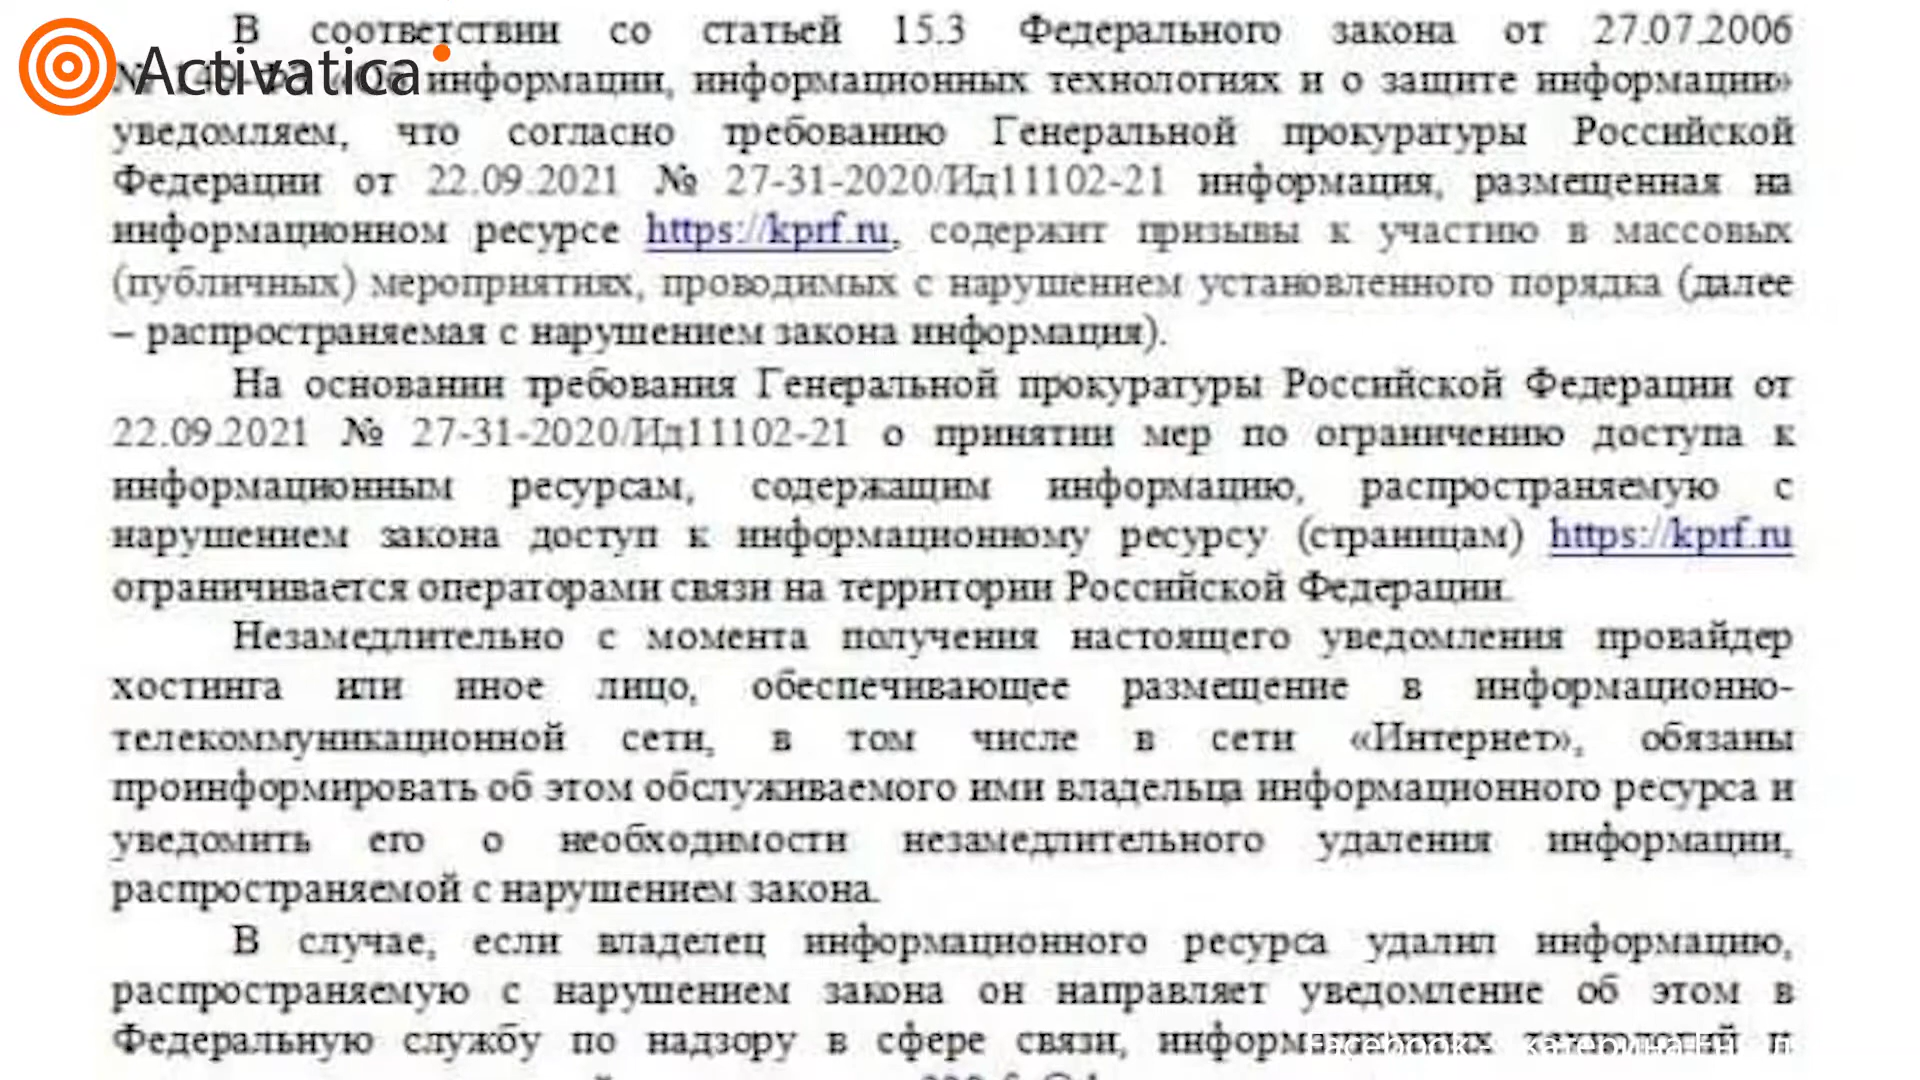 В соответствии со статьей 15.3 Федерального закона от 27.07.2006
Activatica
информации, информационных технологиях и о защите информации»
уведомляем, что согласно требованию Генеральной прокуратуры Российской
Федерации от 22.09.2021 № 27-31-2020/Ид11102-21 информация, размещенная на
информационном ресурсе https://kprf.ru, содержит призывы к участию в массовых
(публичных) мероприятиях, проводимых с нарушением установленного порядка (далее
– распространяемая с нарушением закона информация).
На основании требования Генеральной прокуратуры Российской Федерации от
22.09.2021 № 27-31-2020/Ид11102-21 о принятии мер по ограничению доступа к
информационным ресурсам, содержащим информацию, распространяемую с
нарушением закона доступ к информационному ресурсу (страницам) https://kprf.ru
ограничивается операторами связи на территории Российской Федерации.
Незамедлительно с момента получения настоящего уведомления провайдер
хостинга или иное лицо, обеспечивающее размещение в информационно-
телекоммуникационной сети, в том числе в сети «Интернет», обязаны
проинформировать об этом обслуживаемого ими владельца информационного ресурса и
уведомить его о необходимости незамедлительного удаления информации,
распространяемой с нарушением закона.
В случае, если владелец информационного ресурса удалил информацию,
распространяемую с нарушением закона он направляет уведомление об этом в
Федеральную службу по надзору в сфере связи, информационных технологий и
Facebook